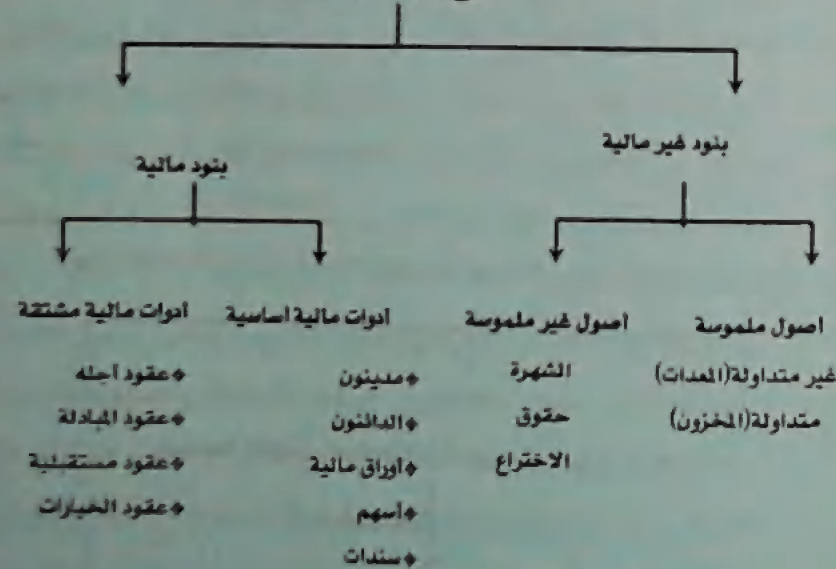 بنود غير مالية
بنود مالية
أصول ملموسة
غير متداولة(المعدات)
متداولة(المخزون)
أصول غير ملموسة
الشهرة
حقوق
الاختراع
أدوات مالية أساسية
◆مدينون
◆الدائنون
◆أوراق مالية
◆أسهم
◆سندات
أدوات مالية مشتقة
◆عقود آجله
◆عقود المبادلة
◆عقود مستقبلية
◆عقود الخيارات